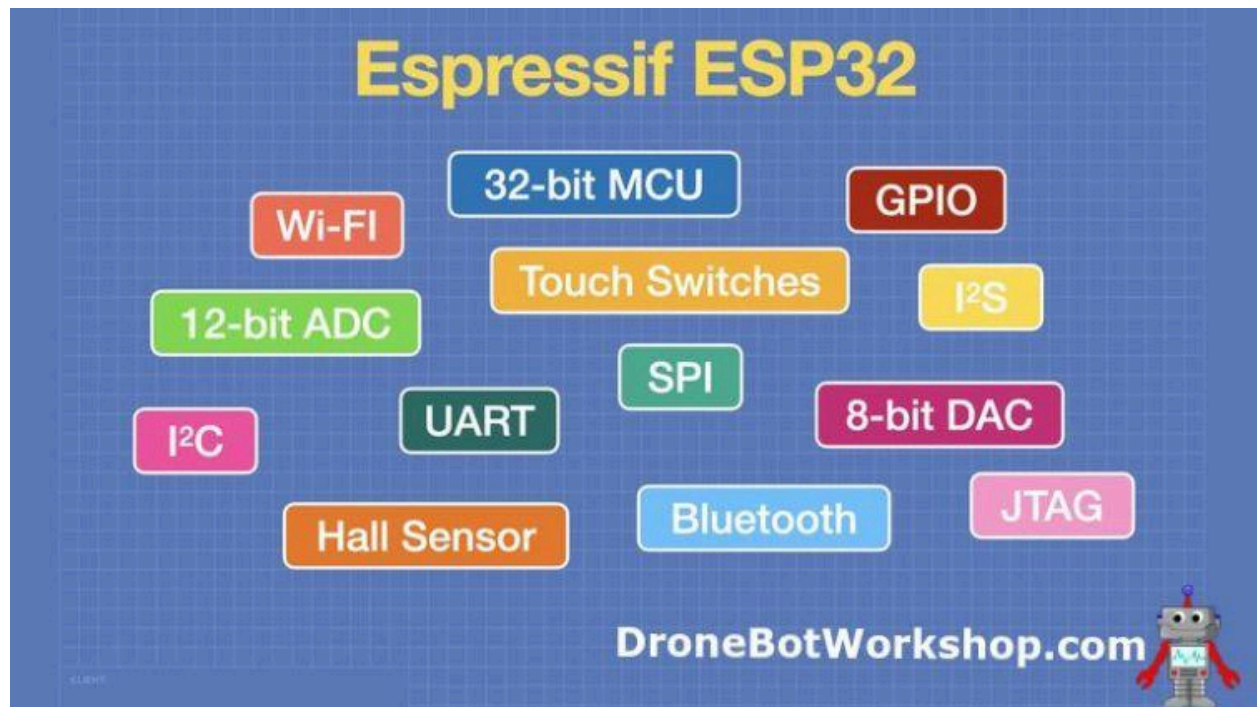 Espressif ESP32
32-bit MCU
GPIO
Wi-FI
Touch Switches
I²S
12-bit ADC
SPI
8-bit DAC
UART
I²C
JTAG
Bluetooth
Hall Sensor
DroneBotWorkshop.com
CLIENT